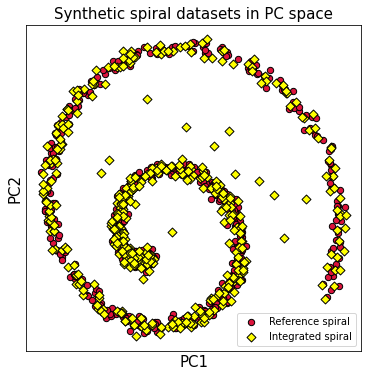 Synthetic spiral datasets in PC space
PC2
Reference spiral
Integrated spiral
PC1